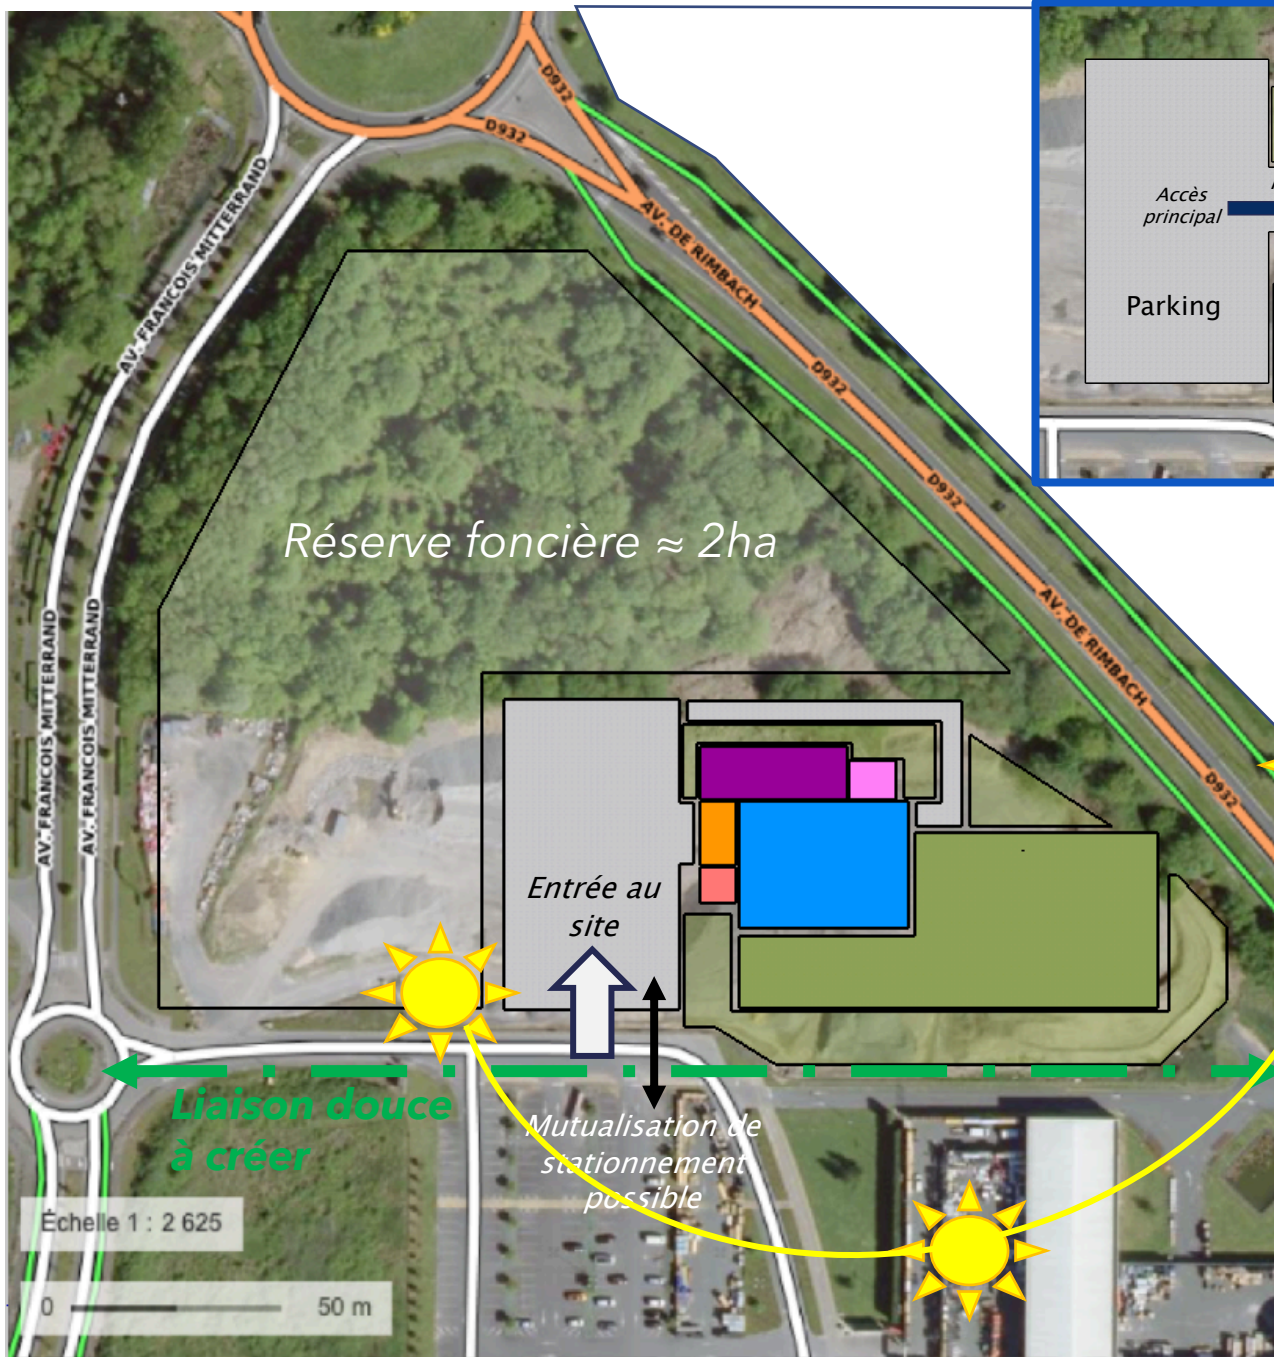 D932
D932
AV. FRANCOIS MITTERRAND
AV. DE RIMBACH
Accès
principal
Parking
D932
D932
Réserve foncière ≈ 2ha
AV. DE RIMBACH
AV. FRANCOIS MITTERRAND
AV. FRANCOIS MITTERRAND
D932
Entrée au
site
Liaison douce
à créer
Mutualisation de
stationnement
possible
Echelle 1 : 2 625
0 50 m